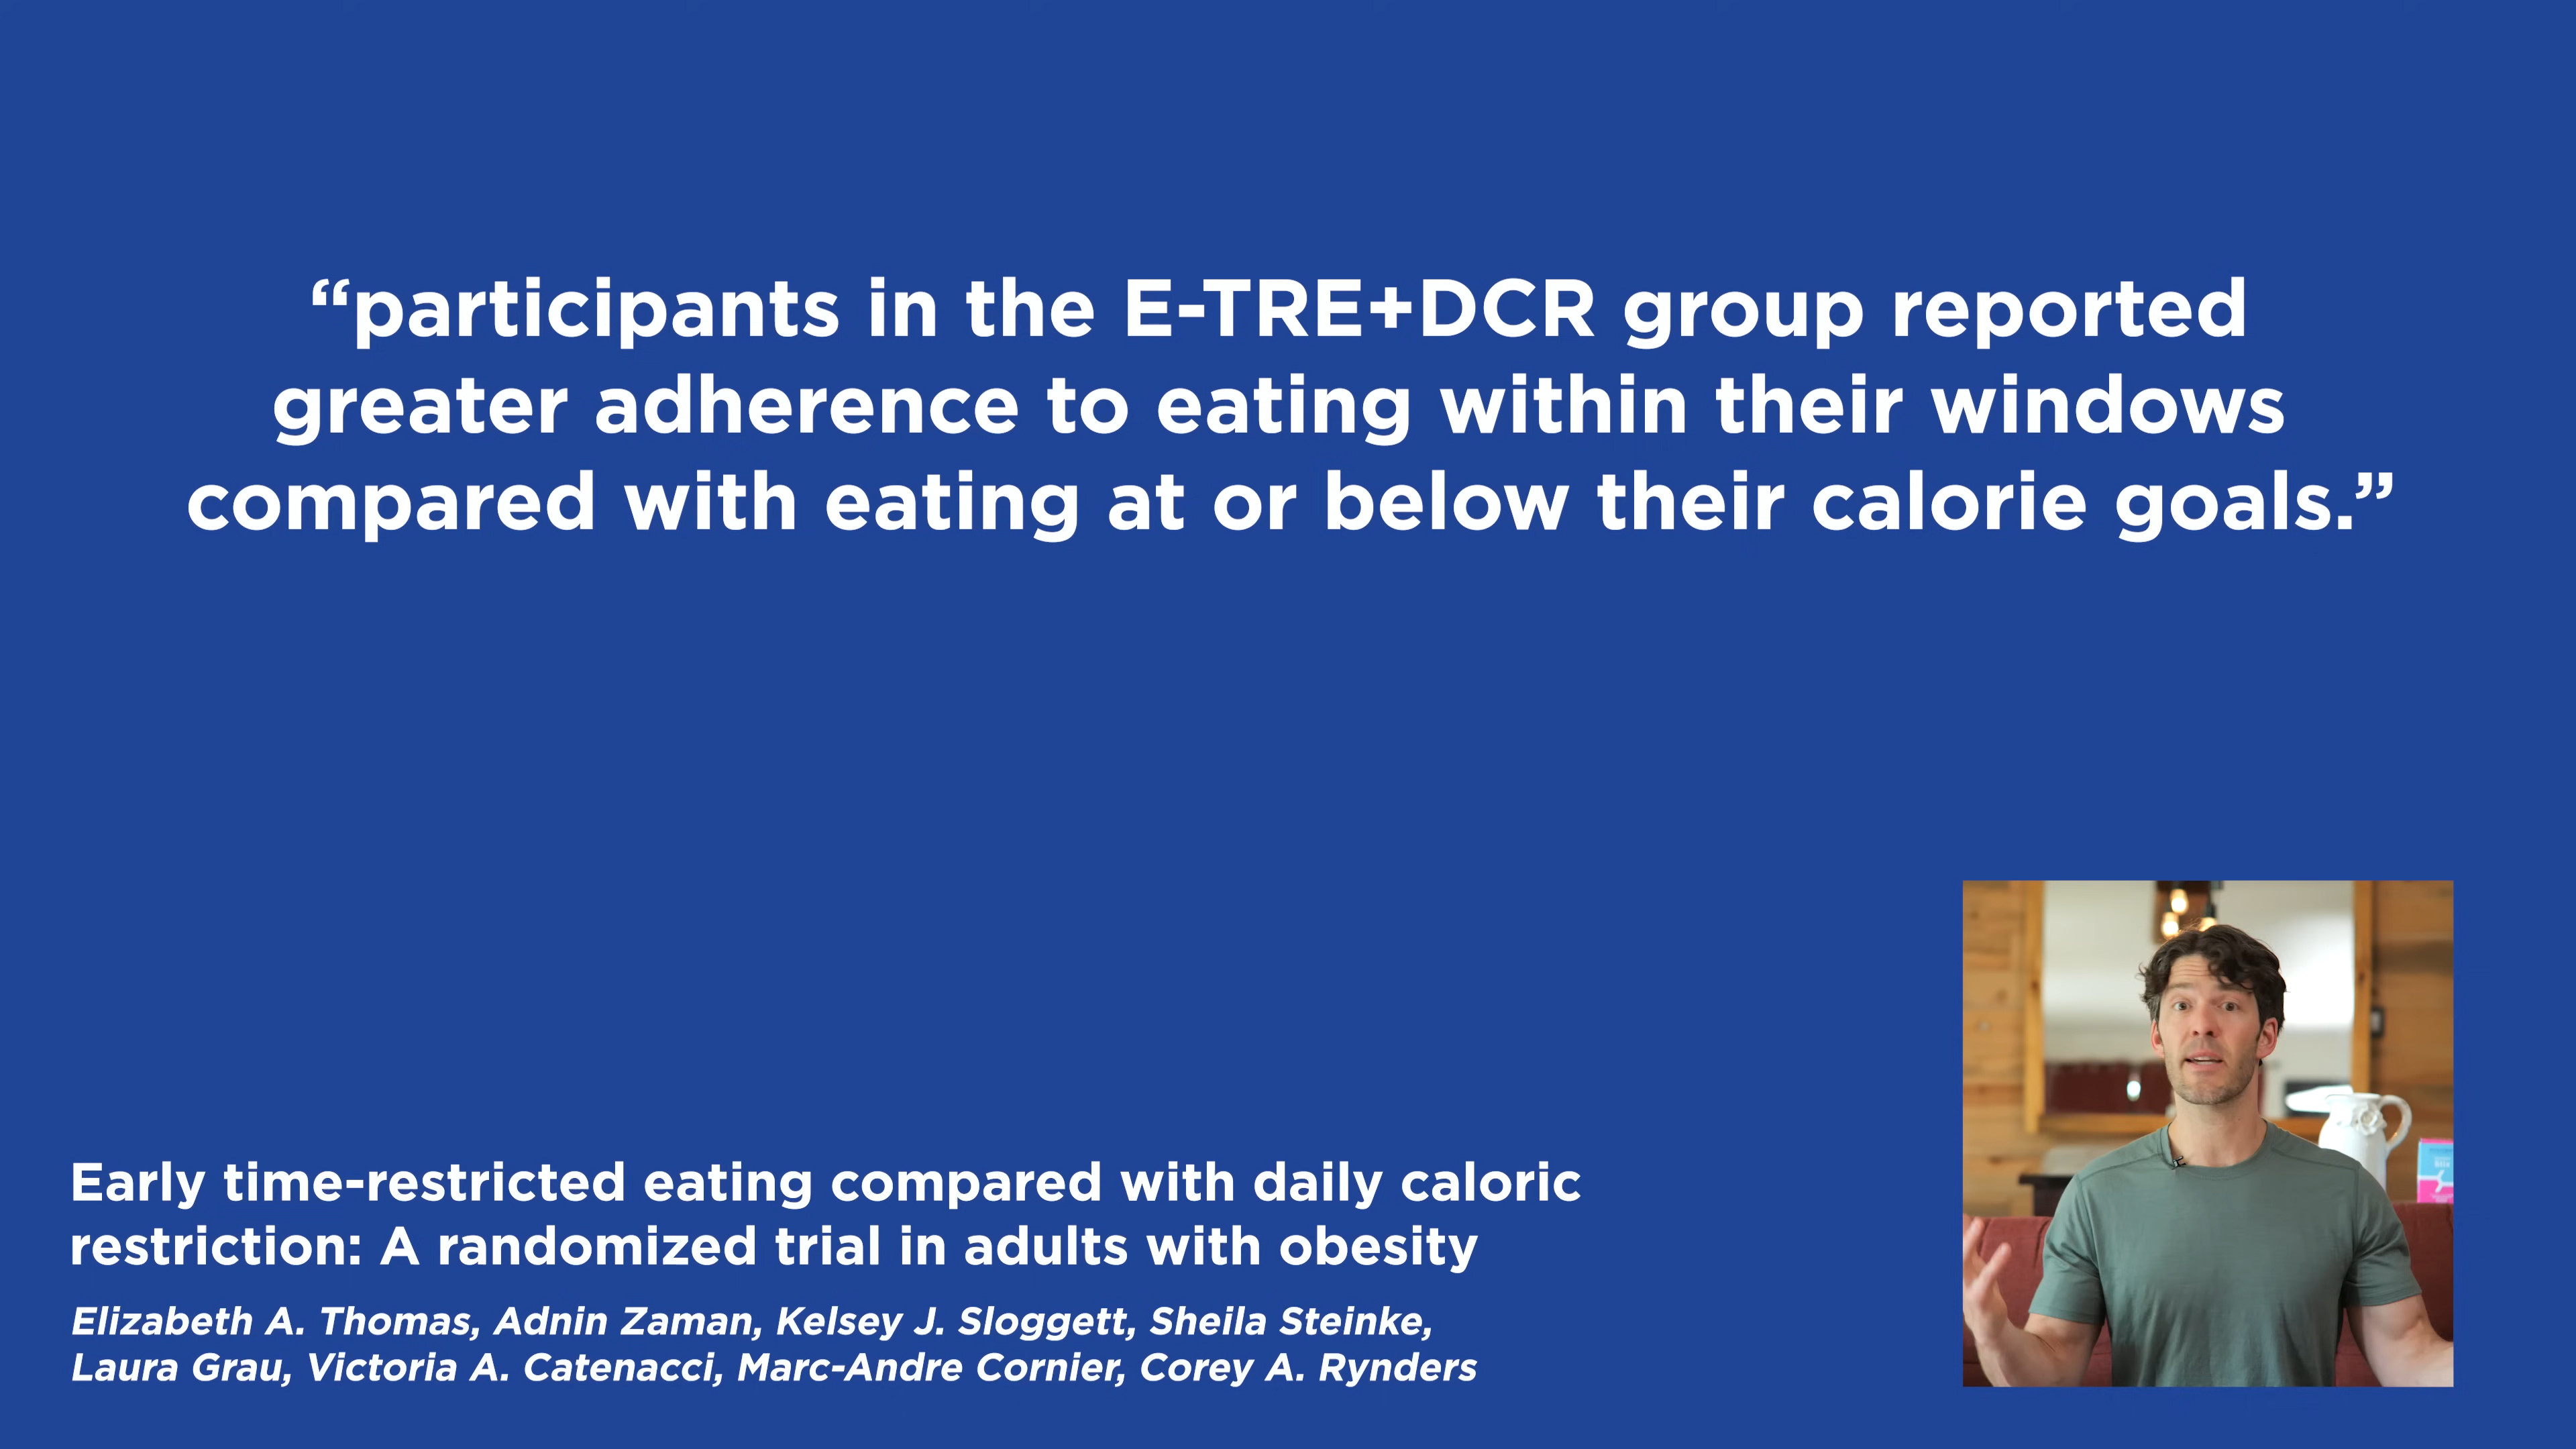 “participants in the E-TRE+DCR group reported
greater adherence to eating within their windows
compared with eating at or below their calorie goals.”
Early time-restricted eating compared with daily caloric
restriction: A randomized trial in adults with obesity
Elizabeth A. Thomas, Adnin Zaman, Kelsey J. Sloggett, Sheila Steinke,
Laura Grau, Victoria A. Catenacci, Marc-Andre Cornier, Corey A. Rynders